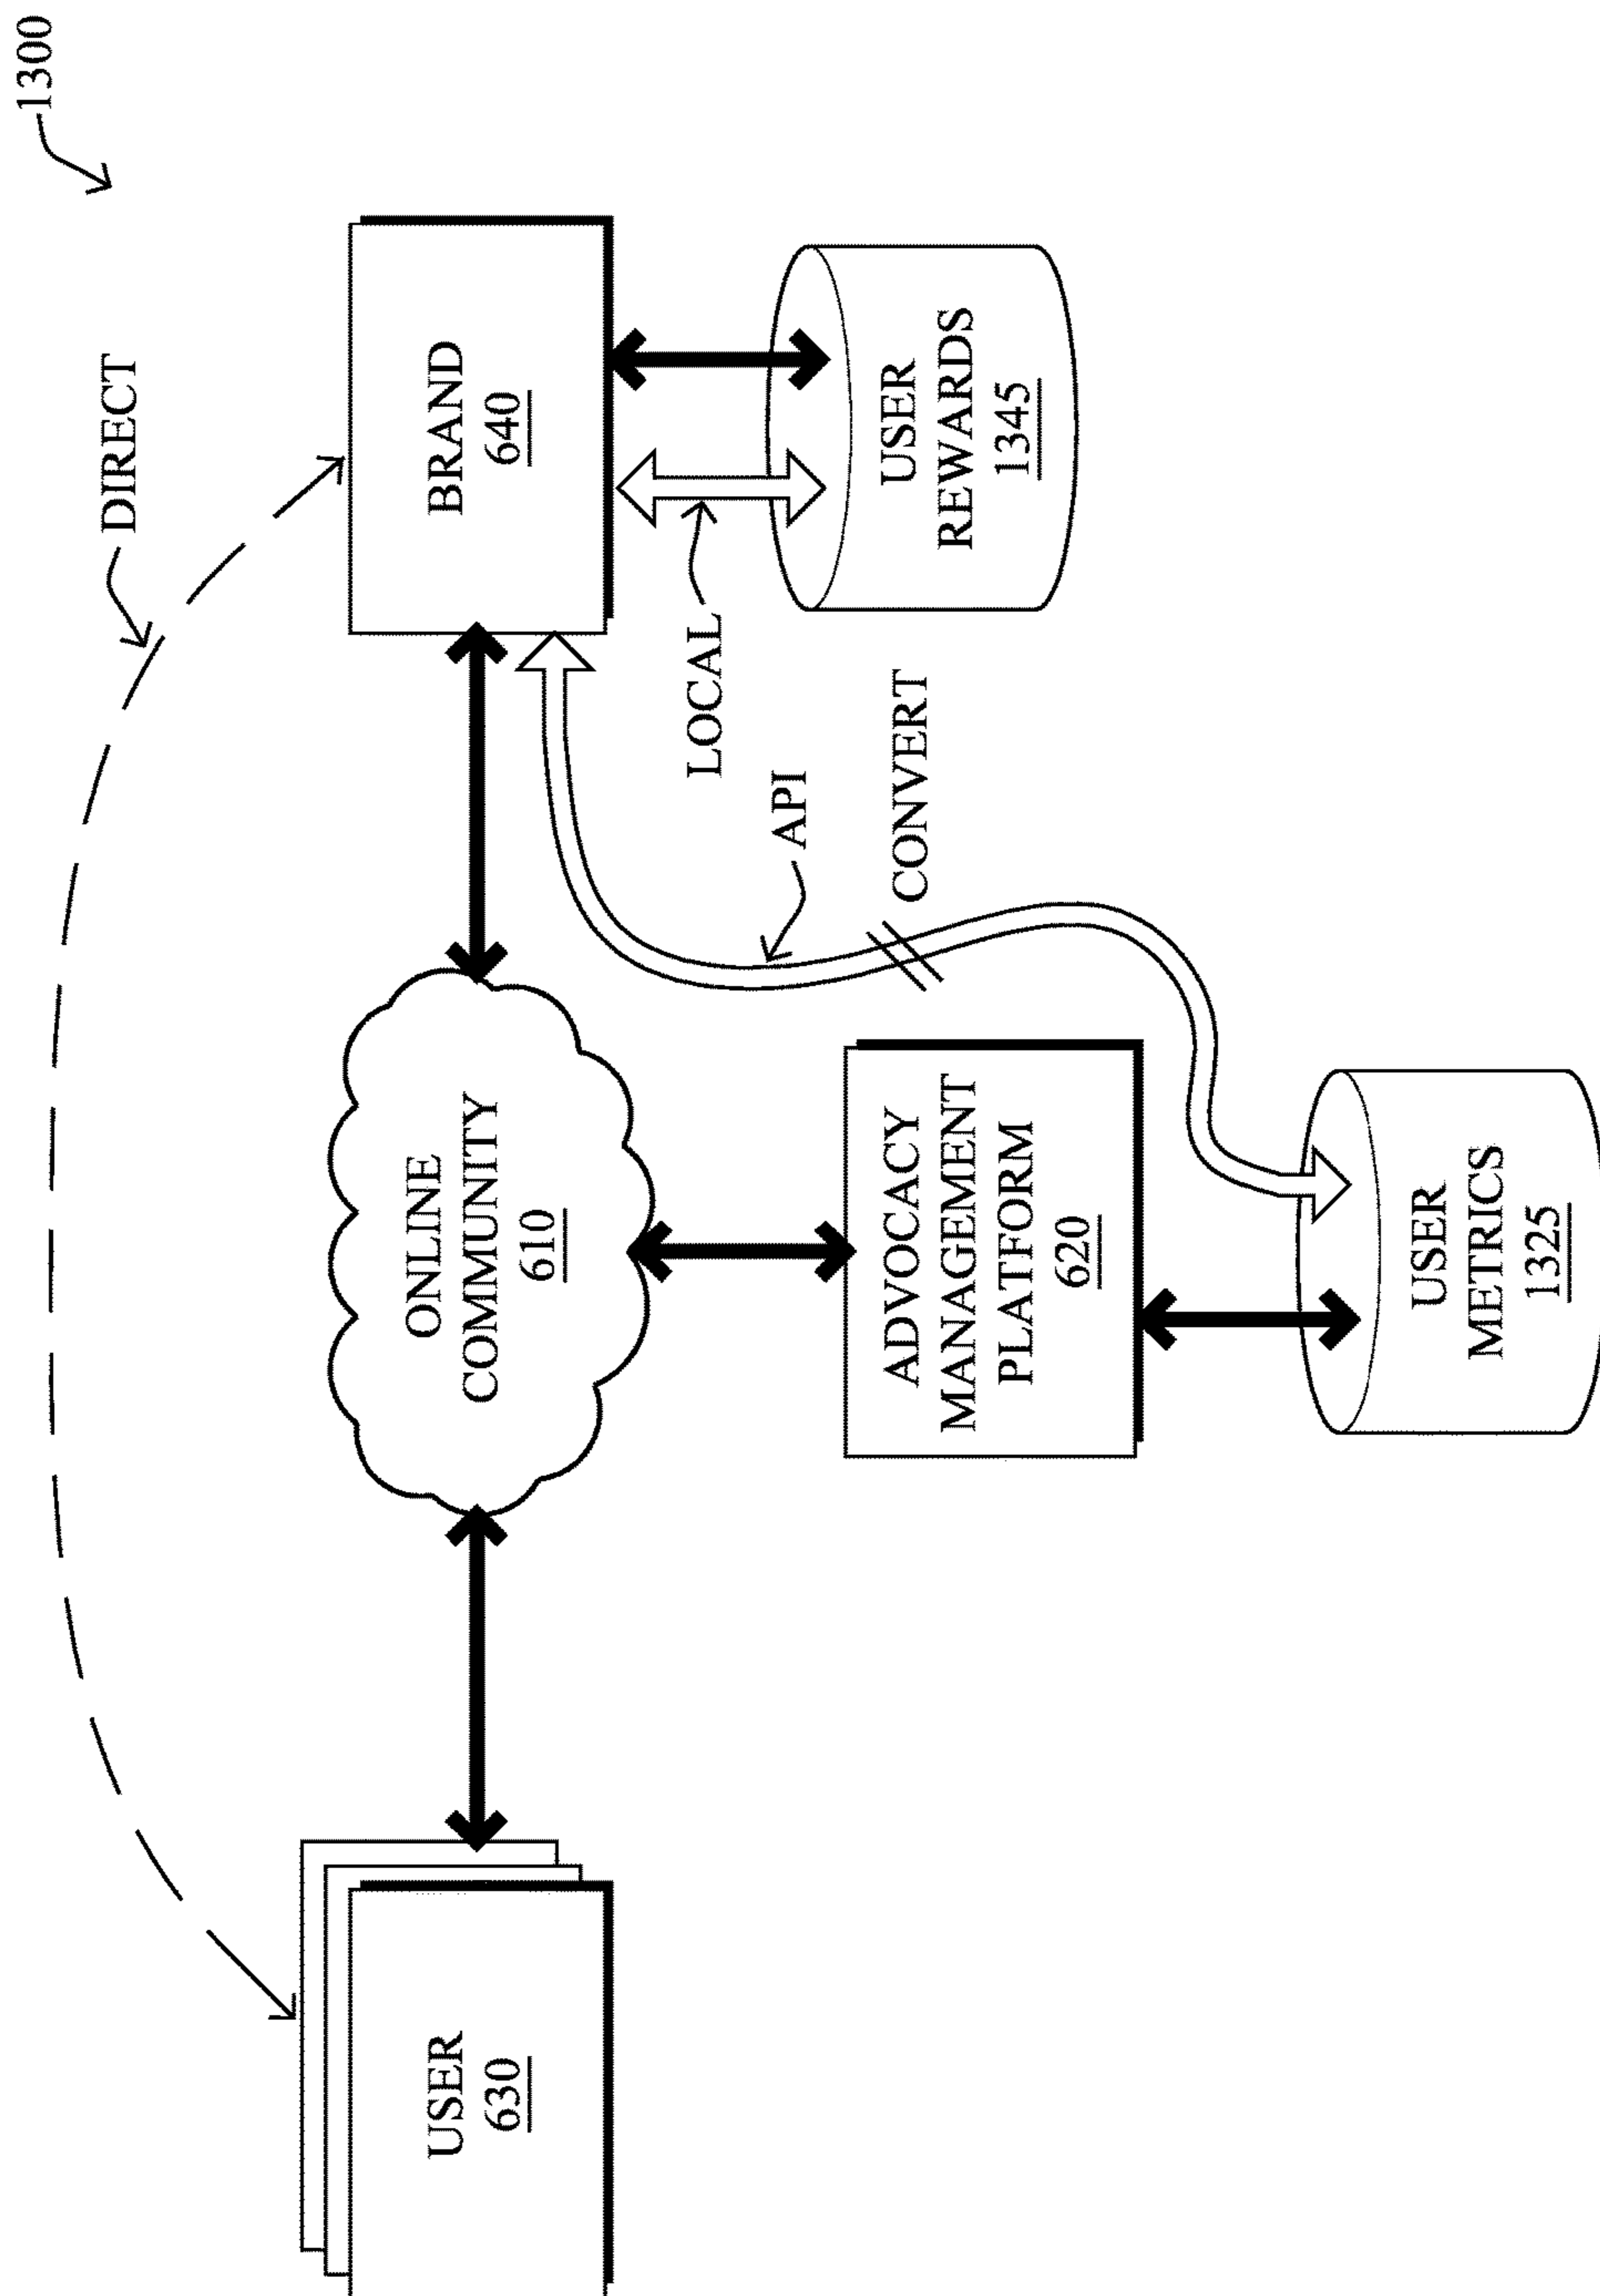 1300
DIRECT
USER
630
ONLINE
COMMUNITY
610
BRAND
640
LOCAL
API
CONVERT
ADVOCACY
MANAGEMENT
PLATFORM
620
USER
REWARDS
1345
USER
METRICS
1325